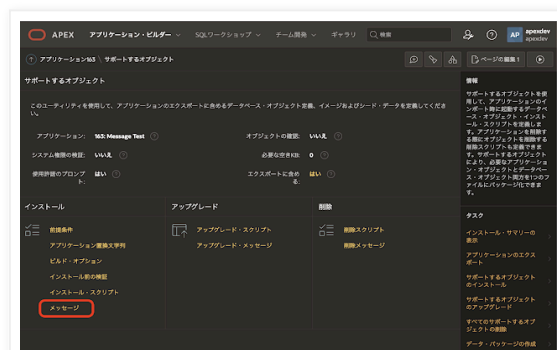 APEX アプリケーション・ビルダー SQLワークショップ チーム開発 ギャラリ 検索 AP apexdev
apexdev
アプリケーション163 \ サポートするオブジェクト ページの編集 1
サポートするオブジェクト
このユーティリティを使用して、アプリケーションのエクスポートに含めるデータベース・オブジェクト定義、イメージおよびシード・データを定義してください。
い。
アプリケーション: 163: Message Test オブジェクトの確認: いいえ
システム権限の検証: いいえ 必要な空きKB: 0
使用許諾のプロンプ はい エクスポートに含め はい
ト: る:
インストール アップグレード 削除
前提条件 アップグレード・スクリプト 削除スクリプト
アプリケーション置換文字列 アップグレード・メッセージ 削除メッセージ
ビルド・オプション
インストール前の検証
インストール・スクリプト
メッセージ
情報
サポートするオブジェクトを使
用して、アプリケーションのイ
ンポート時に起動するデータベ
ース・オブジェクト・インスト
ール・スクリプトを定義しま
す。アプリケーションを削除す
る際にオブジェクトを削除する
削除スクリプトも定義できま
す。サポートするオブジェクト
により、必要なアプリケーショ
ン・オブジェクトとデータベー
ス・オブジェクト両方を1つのフ
ァイルにパッケージ化できま
す。
タスク
インストール・サマリーの
表示
アプリケーションのエクス
ポート
サポートするオブジェクト
のインストール
サポートするオブジェクト
のアップグレード
すべてのサポートするオブ
ジェクトの削除
データ・パッケージの作成